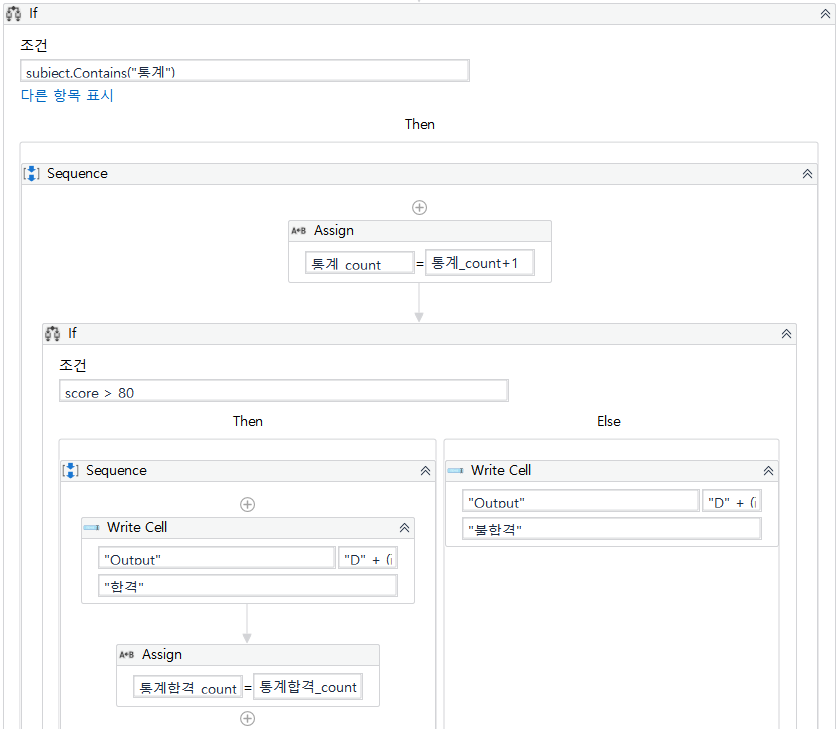 If
조건
subject.Contains("통계")
다른 항목 표시
Then
Sequence
A+B Assign
통계_count = 통계_count+1
If
조건
score > 80
Then Else
Sequence
Write Cell
"Output" "D" + (i
"합격"
A+B Assign
통계합격_count = 통계합격_count
Write Cell
"Output" "D" + (i
"불합격"